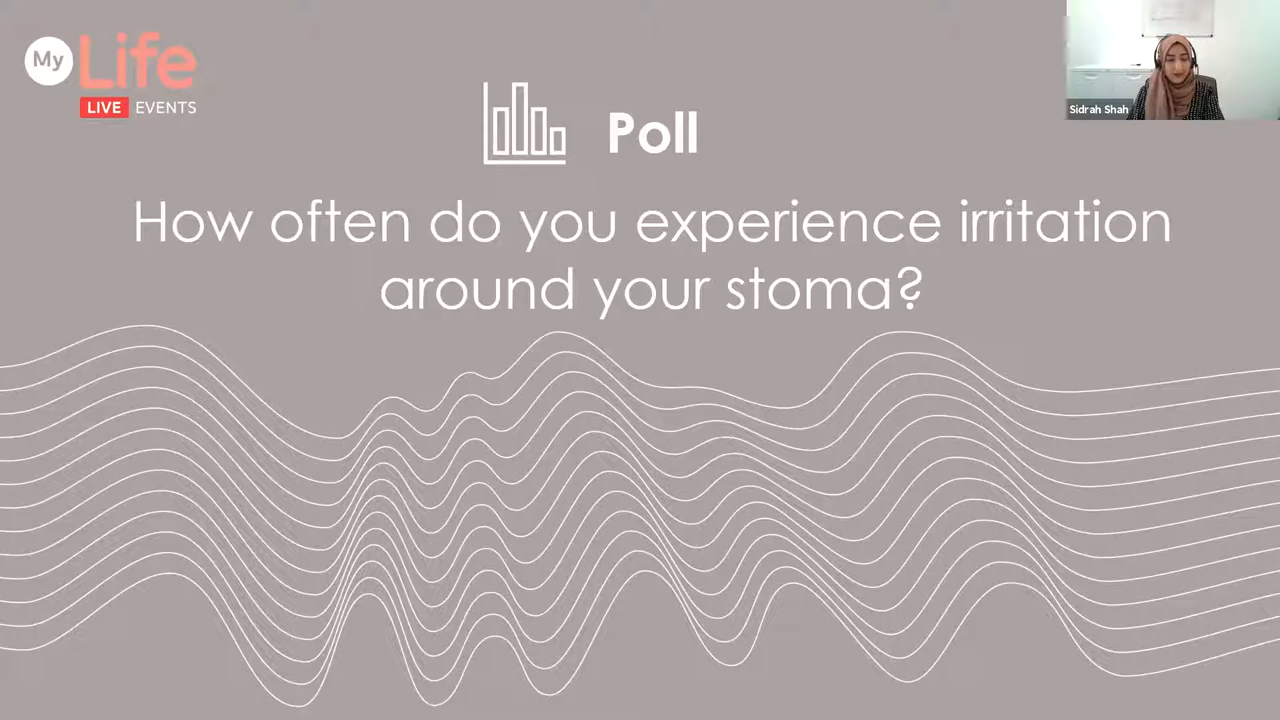 My Life
LIVE EVENTS
Sidrah Shah
Poll
How often do you experience irritation
around your stoma?